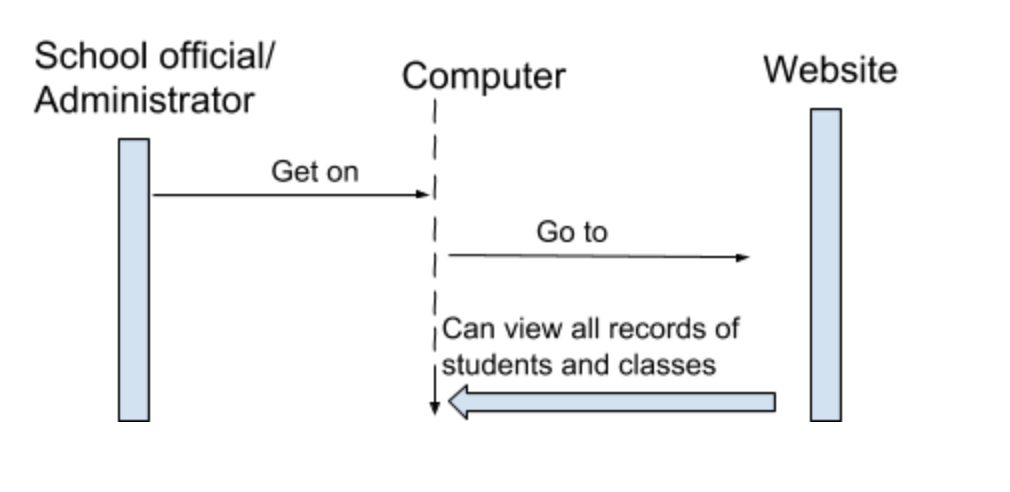 School official/
Administrator
Computer
Website
Get on
Go to
Can view all records of
students and classes